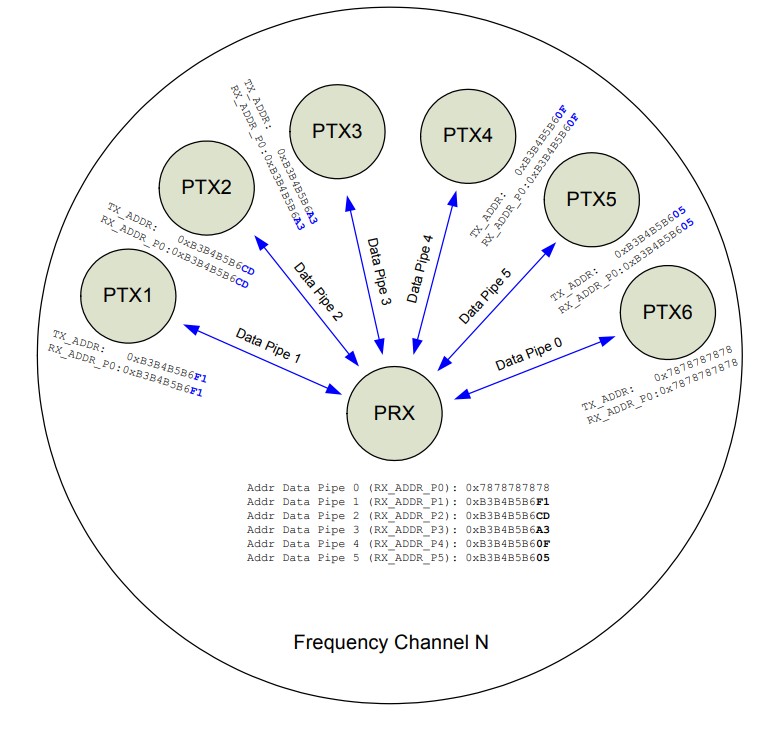 PTX3
PTX4
TX_ADDR: 0xB3B4B5B6A3
RX_ADDR_P0:0xB3B4B5B6A3
TX_ADDR: 0xB3B4B5B60F
RX_ADDR_P0:0xB3B4B5B60F
PTX2
PTX5
TX_ADDR: 0xB3B4B5B6CD
RX_ADDR_P0:0xB3B4B5B6CD
TX_ADDR: 0xB3B4B5B605
RX_ADDR_P0:0xB3B4B5B605
PTX1
PTX6
Data Pipe 1
Data Pipe 2
Data Pipe 3
Data Pipe 4
Data Pipe 5
Data Pipe 0
TX_ADDR: 0xB3B4B5B6F1
RX_ADDR_P0:0xB3B4B5B6F1
TX_ADDR: 0x7878787878
RX_ADDR_P0:0x7878787878
PRX
Addr Data Pipe 0 (RX_ADDR_P0): 0x7878787878
Addr Data Pipe 1 (RX_ADDR_P1): 0xB3B4B5B6F1
Addr Data Pipe 2 (RX_ADDR_P2): 0xB3B4B5B6CD
Addr Data Pipe 3 (RX_ADDR_P3): 0xB3B4B5B6A3
Addr Data Pipe 4 (RX_ADDR_P4): 0xB3B4B5B60F
Addr Data Pipe 5 (RX_ADDR_P5): 0xB3B4B5B605
Frequency Channel N